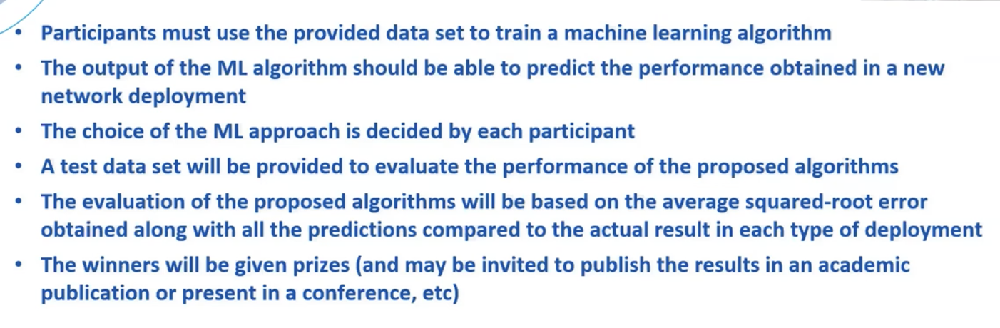 • Participants must use the provided data set to train a machine learning algorithm
• The output of the ML algorithm should be able to predict the performance obtained in a new
network deployment
• The choice of the ML approach is decided by each participant
• A test data set will be provided to evaluate the performance of the proposed algorithms
• The evaluation of the proposed algorithms will be based on the average squared-root error
obtained along with all the predictions compared to the actual result in each type of deployment
• The winners will be given prizes (and may be invited to publish the results in an academic
publication or present in a conference, etc)